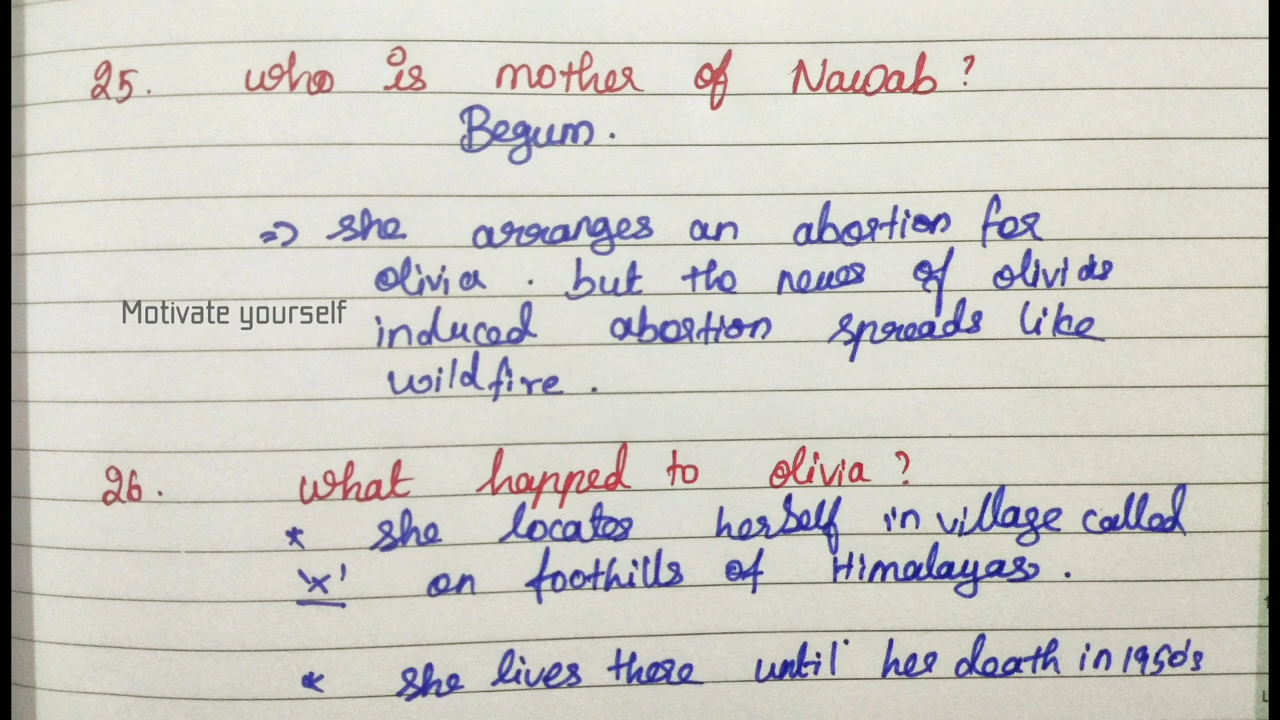 25. who is mother of Nawab?
Begum.
⇒ she arranges an abortion for
olivia. but the news of olivias
Motivate yourself
induced abortion spreads like
wildfire.
26. what happed to olivia?
* she locates herself in village called
'x' on foothills of Himalayas.
* she lives there until her death in 1950's